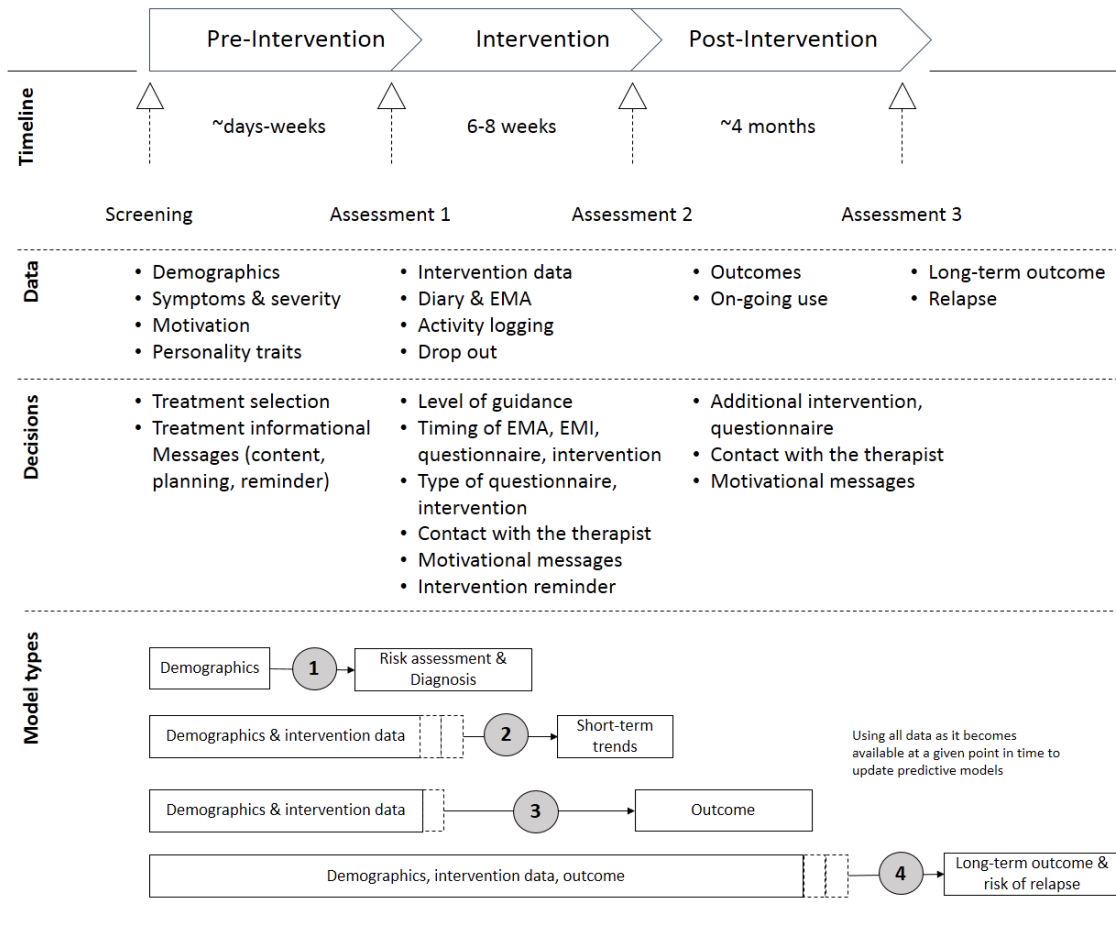 Pre-Intervention
Intervention
Post-Intervention
Timeline
~days-weeks
6-8 weeks
~4 months
Screening
Assessment 1
Assessment 2
Assessment 3
Data
• Demographics
• Symptoms & severity
• Motivation
• Personality traits
• Intervention data
• Diary & EMA
• Activity logging
• Drop out
• Outcomes
• On-going use
• Long-term outcome
• Relapse
Decisions
• Treatment selection
• Treatment informational
Messages (content,
planning, reminder)
• Level of guidance
• Timing of EMA, EMI,
questionnaire, intervention
• Type of questionnaire,
intervention
• Contact with the therapist
• Motivational messages
• Intervention reminder
• Additional intervention,
questionnaire
• Contact with the therapist
• Motivational messages
Model types
Demographics
1
Risk assessment &
Diagnosis
Demographics & intervention data
2
Short-term
trends
Using all data as it becomes
available at a given point in time to
update predictive models
Demographics & intervention data
3
Outcome
Demographics, intervention data, outcome
4
Long-term outcome &
risk of relapse